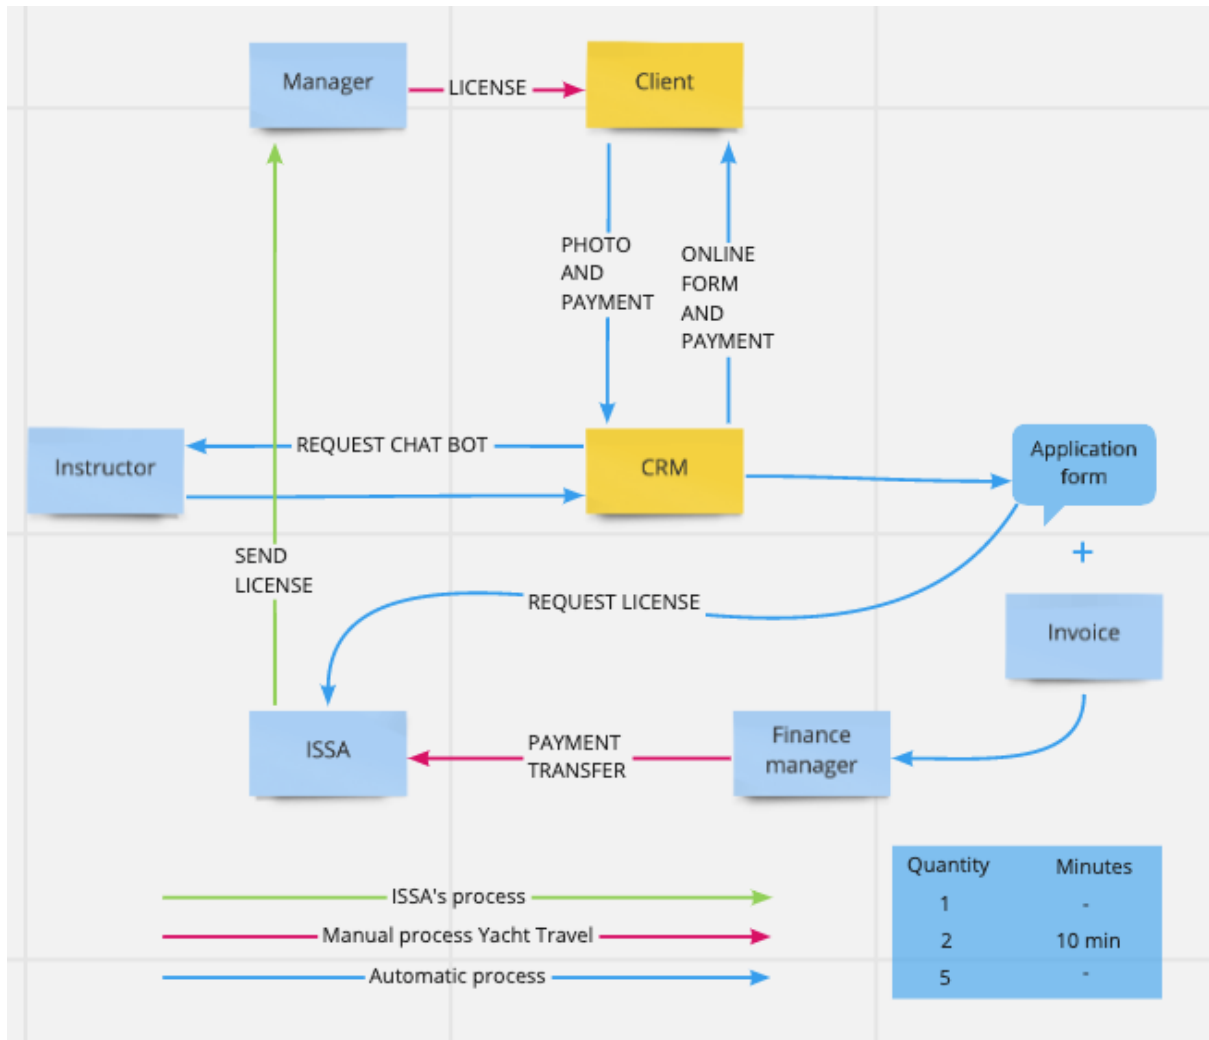 Manager
LICENSE
Client
PHOTO
AND
PAYMENT
ONLINE
FORM
AND
PAYMENT
Instructor
REQUEST CHAT BOT
CRM
Application
form
+
SEND
LICENSE
REQUEST LICENSE
Invoice
ISSA
PAYMENT
TRANSFER
Finance
manager
ISSA's process
Manual process Yacht Travel
Automatic process
Quantity Minutes
1 -
2 10 min
5 -